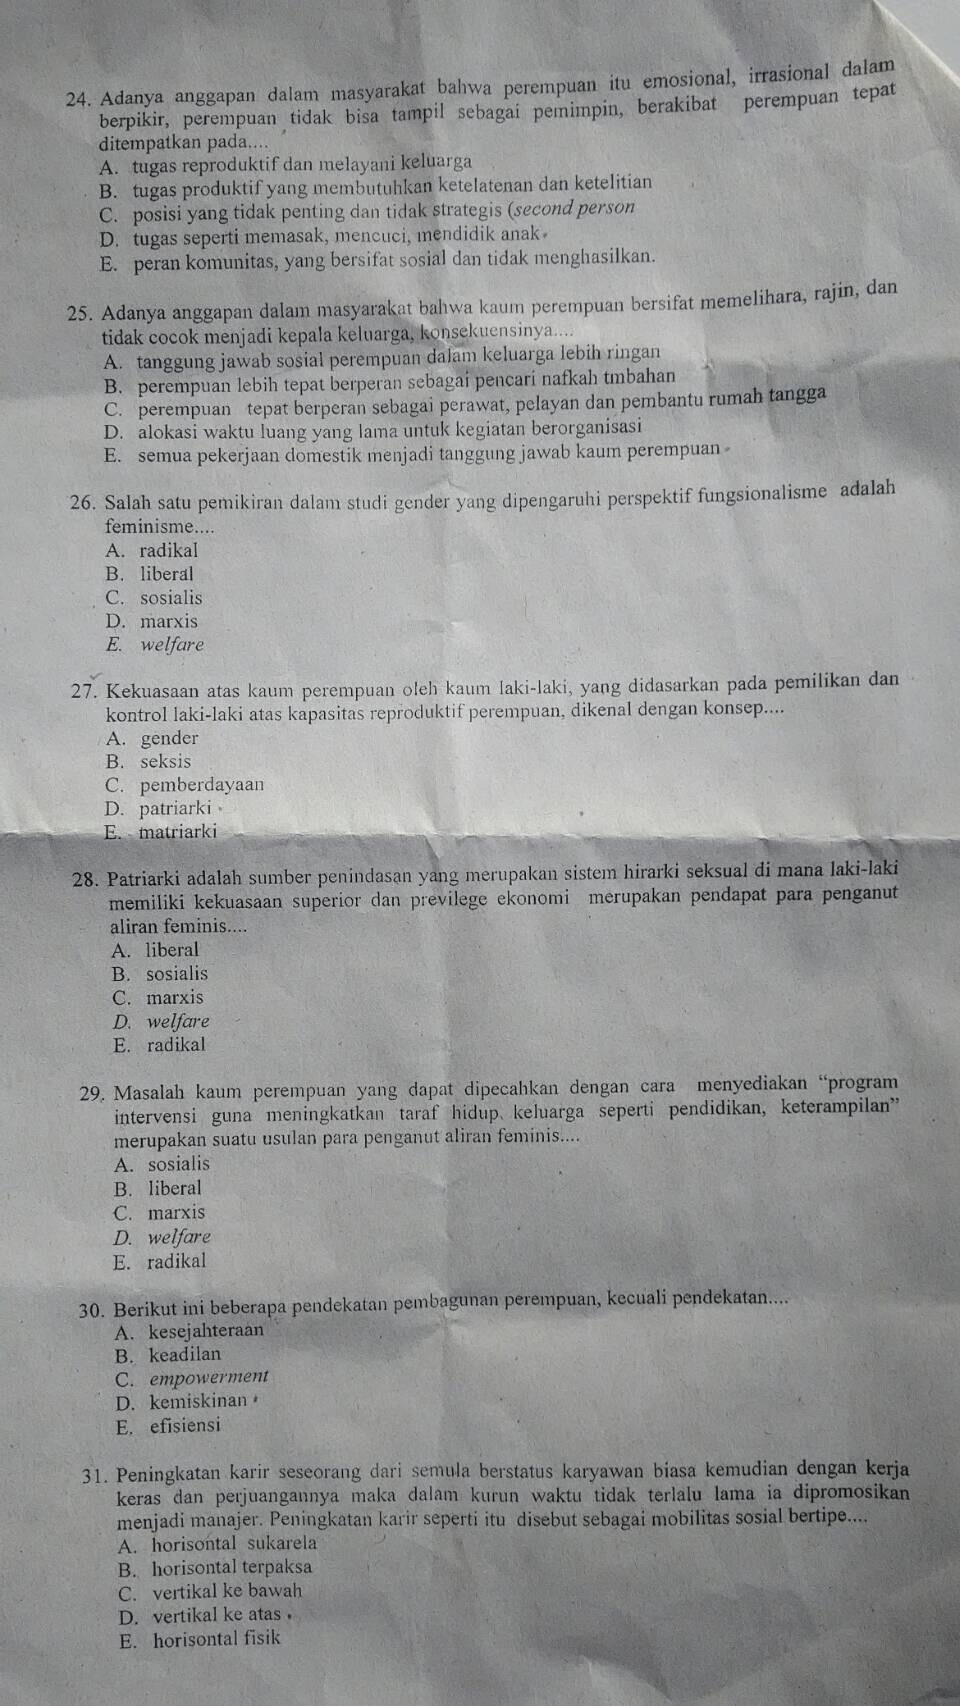 24. Adanya anggapan dalam masyarakat bahwa perempuan itu emosional, irrasional dalam
berpikir, perempuan tidak bisa tampil sebagai pemimpin, berakibat perempuan tepat
ditempatkan pada....
A. tugas reproduktif dan melayani keluarga
B. tugas produktif yang membutuhkan ketelatenan dan ketelitian
C. posisi yang tidak penting dan tidak strategis (second person
D. tugas seperti memasak, mencuci, mendidik anak
E. peran komunitas, yang bersifat sosial dan tidak menghasilkan.
25. Adanya anggapan dalam masyarakat bahwa kaum perempuan bersifat memelihara, rajin, dan
tidak cocok menjadi kepala keluarga, konsekuensinya....
A. tanggung jawab sosial perempuan dalam keluarga lebih ringan
B. perempuan lebih tepat berperan sebagai pencari nafkah tmbahan
C. perempuan tepat berperan sebagai perawat, pelayan dan pembantu rumah tangga
D. alokasi waktu luang yang lama untuk kegiatan berorganisasi
E. semua pekerjaan domestik menjadi tanggung jawab kaum perempuan
26. Salah satu pemikiran dalam studi gender yang dipengaruhi perspektif fungsionalisme adalah
feminisme....
A. radikal
B. liberal
C. sosialis
D. marxis
E. welfare
27. Kekuasaan atas kaum perempuan oleh kaum laki-laki, yang didasarkan pada pemilikan dan
kontrol laki-laki atas kapasitas reproduktif perempuan, dikenal dengan konsep....
A. gender
B. seksis
C. pemberdayaan
D. patriarki
E. matriarki
28. Patriarki adalah sumber penindasan yang merupakan sistem hirarki seksual di mana laki-laki
memiliki kekuasaan superior dan previlege ekonomi merupakan pendapat para penganut
aliran feminis....
A. liberal
B. sosialis
C. marxis
D. welfare
E. radikal
29. Masalah kaum perempuan yang dapat dipecahkan dengan cara menyediakan “program
intervensi guna meningkatkan taraf hidup keluarga seperti pendidikan, keterampilan”
merupakan suatu usulan para penganut aliran feminis....
A. sosialis
B. liberal
C. marxis
D. welfare
E. radikal
30. Berikut ini beberapa pendekatan pembagunan perempuan, kecuali pendekatan....
A. kesejahteraan
B. keadilan
C. empowerment
D. kemiskinan
E. efisiensi
31. Peningkatan karir seseorang dari semula berstatus karyawan biasa kemudian dengan kerja
keras dan perjuangannya maka dalam kurun waktu tidak terlalu lama ia dipromosikan
menjadi manajer. Peningkatan karir seperti itu disebut sebagai mobilitas sosial bertipe....
A. horisontal sukarela
B. horisontal terpaksa
C. vertikal ke bawah
D. vertikal ke atas
E. horisontal fisik